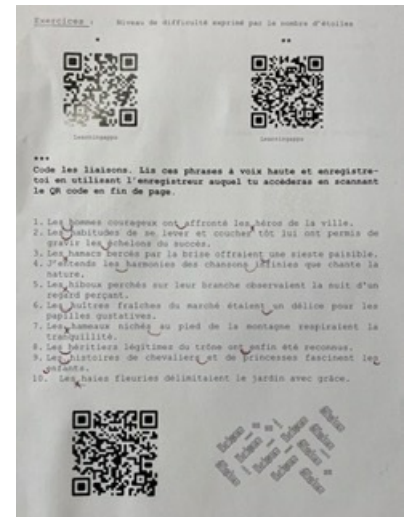 Exercices : Niveau de difficulté exprimé par le nombre d'étoiles
* **
Learningapps Learningapps
***
Code les liaisons. Lis ces phrases à voix haute et enregistre-
toi en utilisant l'enregistreur auquel tu accéderas en scannant
le QR code en fin de page.
1. Les hommes courageux ont affronté les héros de la ville.
2. Les habitudes de se lever et coucher tôt lui ont permis de
gravir les échelons du succès.
3. Les hamacs bercés par la brise offraient une sieste paisible.
4. J'entends les harmonies des chansons infinies que chante la
nature.
5. Les hiboux perchés sur leur branche observaient la nuit d'un
regard perçant.
6. Les huîtres fraîches du marché étaient un délice pour les
papilles gustatives.
7. Les hameaux nichés au pied de la montagne respiraient la
tranquillité.
8. Les héritiers légitimes du trône ont enfin été reconnus.
9. Les histoires de chevaliers et de princesses fascinent les
enfants.
10. Les haies fleuries délimitaient le jardin avec grâce.